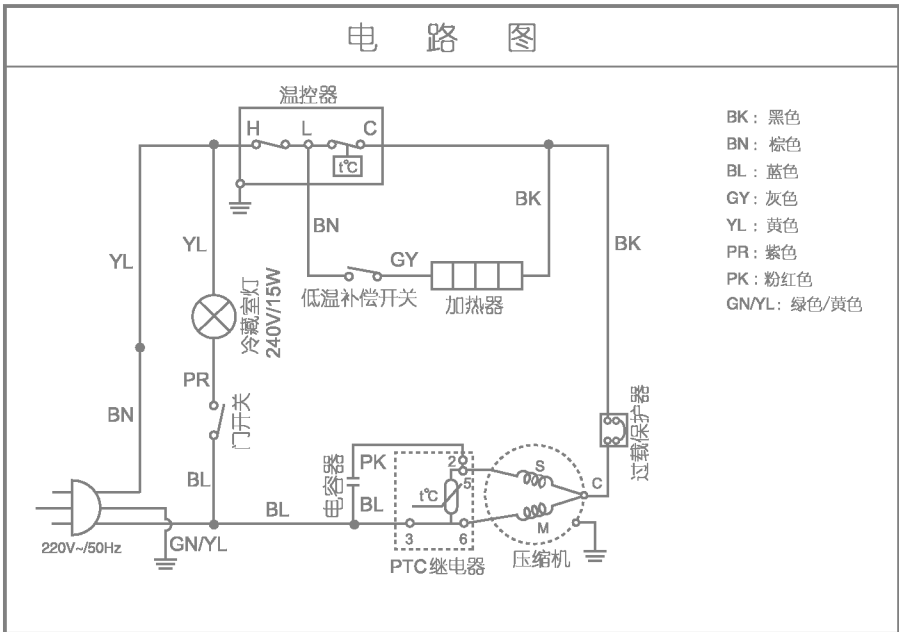 电 路 图
温控器
H L C
t℃
BK
BN
GY
低温补偿开关
加热器
BK
YL
YL
冷藏室灯
240V/15W
PR
门开关
BN
BL
BL
GN/YL
220V~/50Hz
电容器
PK
BL
t℃
2
5
3
6
PTC继电器
S
M
C
压缩机
过载保护器
BK：黑色
BN：棕色
BL：蓝色
GY：灰色
YL：黄色
PR：紫色
PK：粉红色
GN/YL：绿色/黄色